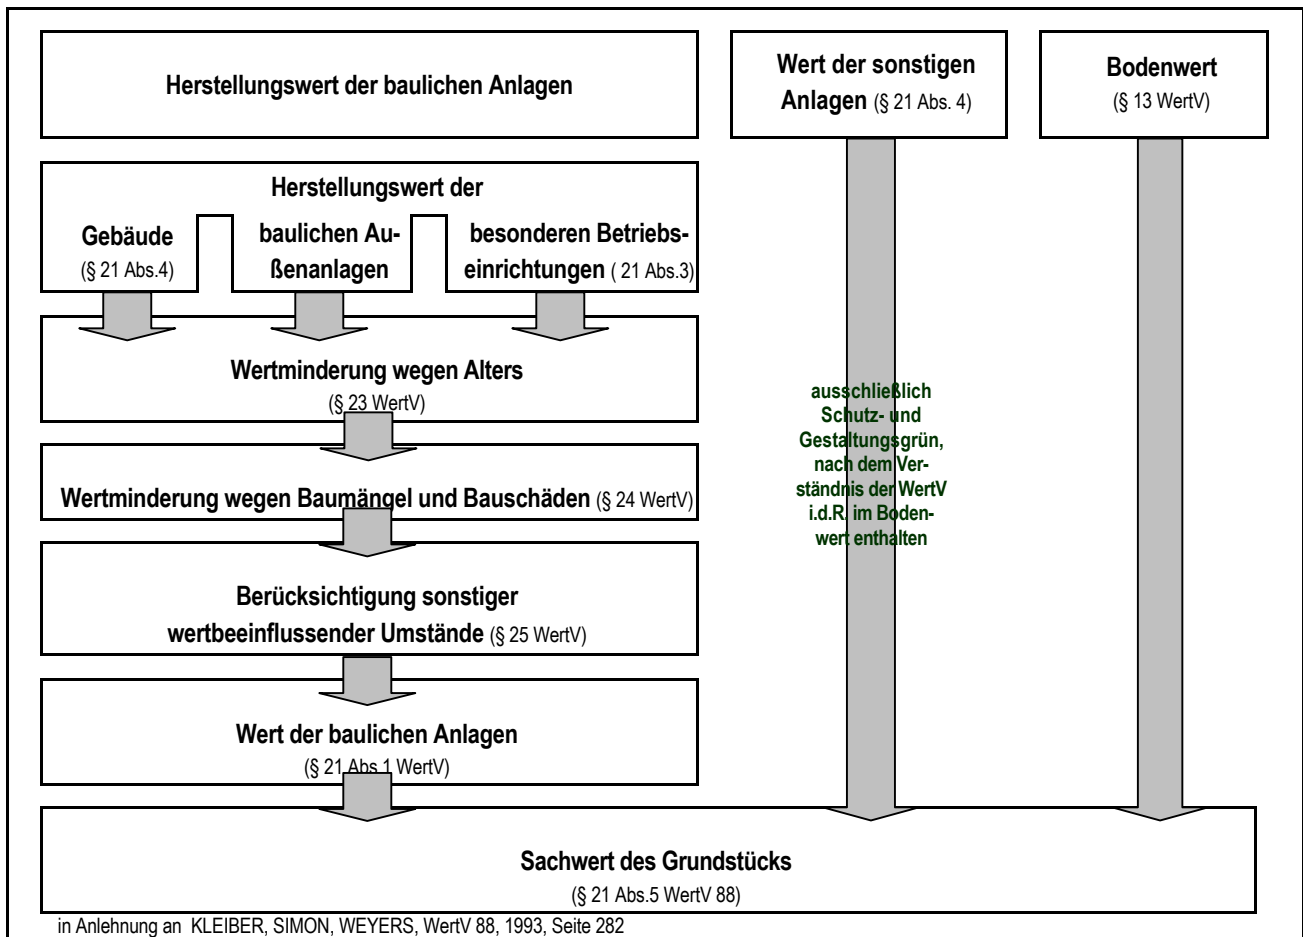 Herstellungswert der baulichen Anlagen
Wert der sonstigen
Anlagen (§ 21 Abs. 4)
Bodenwert
(§ 13 WertV)
Herstellungswert der
Gebäude
(§ 21 Abs.4)
baulichen Au-
ßenanlagen
besonderen Betriebs-
einrichtungen ( 21 Abs.3)
Wertminderung wegen Alters
(§ 23 WertV)
Wertminderung wegen Baumängel und Bauschäden (§ 24 WertV)
Berücksichtigung sonstiger
wertbeeinflussender Umstände (§ 25 WertV)
Wert der baulichen Anlagen
(§ 21 Abs.1 WertV)
ausschließlich
Schutz- und
Gestaltungsgrün,
nach dem Ver-
ständnis der WertV
i.d.R. im Boden-
wert enthalten
Sachwert des Grundstücks
(§ 21 Abs.5 WertV 88)
in Anlehnung an KLEIBER, SIMON, WEYERS, WertV 88, 1993, Seite 282